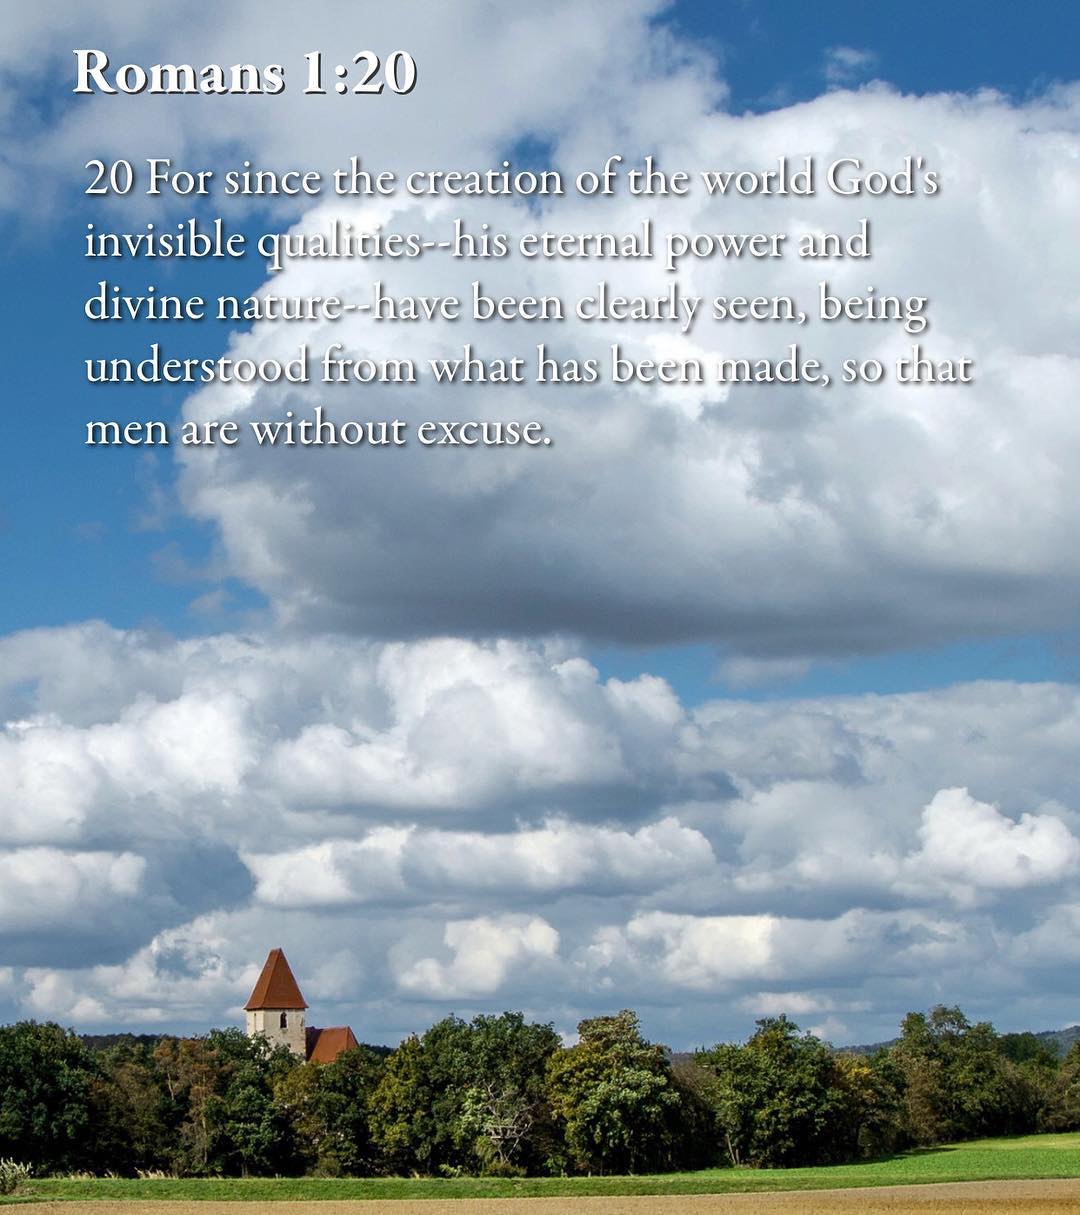 Romans 1:20
20 For since the creation of the world God's
invisible qualities--his eternal power and
divine nature--have been clearly seen, being
understood from what has been made, so that
men are without excuse.